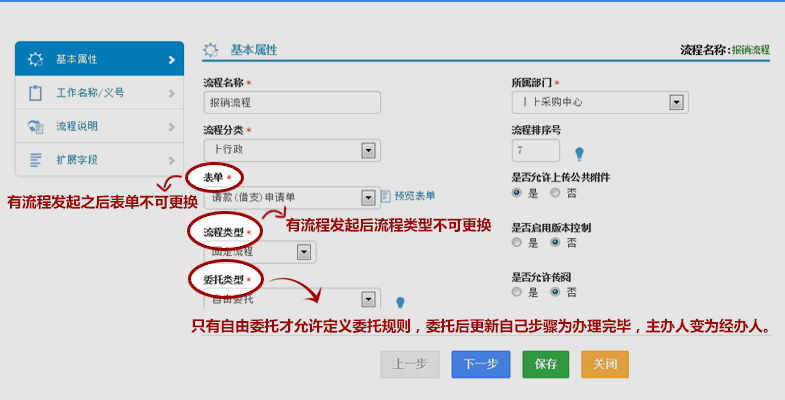 基本属性
工作名称/文号
流程说明
扩展字段
基本属性
流程名称:报销流程
流程名称 *
报销流程
所属部门 *
丨├采购中心
流程分类 *
├行政
流程排序号
7
表单 *
请款(借支)申请单
预览表单
有流程发起之后表单不可更换
是否允许上传公共附件
是 否
流程类型 *
固定流程
有流程发起后流程类型不可更换
是否启用版本控制
是 否
委托类型 *
自由委托
是否允许传阅
是 否
只有自由委托才允许定义委托规则，委托后更新自己步骤为办理完毕，主办人变为经办人。
上一步
下一步
保存
关闭